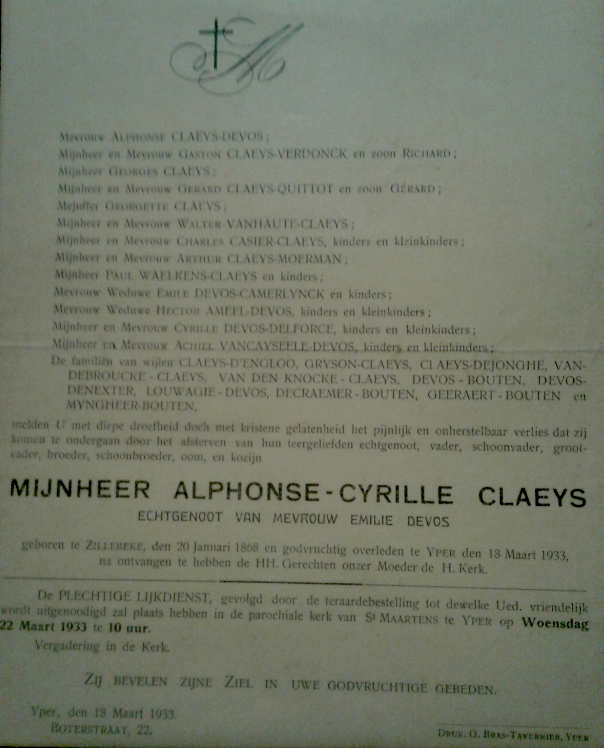 Mevrouw ALPHONSE CLAEYS-DEVOS;
Mijnheer en Mevrouw GASTON CLAEYS-VERDONCK en zoon RICHARD;
Mijnheer GEORGES CLAEYS;
Mijnheer en Mevrouw GERARD CLAEYS-QUITTOT en zoon GÉRARD;
Mejuffer GEORGETTE CLAEYS;
Mijnheer en Mevrouw WALTER VANHAUTE-CLAEYS;
Mijnheer en Mevrouw CHARLES CASIER-CLAEYS, kinders en kleinkinders;
Mijnheer en Mevrouw ARTHUR CLAEYS-MOERMAN;
Mijnheer PAUL WAELKENS-CLAEYS en kinders;
Mevrouw Weduwe EMILE DEVOS-CAMERLYNCK en kinders;
Mevrouw Weduwe HECTOR AMEEL-DEVOS, kinders en kleinkinders;
Mijnheer en Mevrouw CYRILLE DEVOS-DELFORCE, kinders en kleinkinders;
Mijnheer en Mevrouw ACHIEL VANCAYSEELE-DEVOS, kinders en kleinkinders;
De familiën van wijlen CLAEYS-D'ENGLOO, GRYSON-CLAEYS, CLAEYS-DEJONGHE, VAN-
DEBROUCKE - CLAEYS, VAN DEN KNOCKE - CLAEYS, DEVOS - BOUTEN, DEVOS-
DENEXTER, LOUWAGIE - DEVOS, DECRAEMER - BOUTEN, GEERAERT - BOUTEN en
MYNGHEER-BOUTEN,
melden U met diepe droefheid doch met kristene gelatenheid het pijnlijk en onherstelbaar verlies dat zij
komen te ondergaan door het afsterven van hun teergeliefden echtgenoot, vader, schoonvader, groot-
vader, broeder, schoonbroeder, oom, en kozijn
MIJNHEER ALPHONSE-CYRILLE CLAEYS
ECHTGENOOT VAN MEVROUW EMILIE DEVOS
geboren te ZILLEBEKE, den 20 Januari 1868 en godvruchtig overleden te YPER den 18 Maart 1933,
na ontvangen te hebben de HH. Gerechten onzer Moeder de H. Kerk.
De PLECHTIGE LIJKDIENST, gevolgd door de teraardebestelling tot dewelke Ued. vriendelijk
wordt uitgenoodigd zal plaats hebben in de parochiale kerk van St MAARTENS te YPER op Woensdag
22 Maart 1933 te 10 uur.
Vergadering in de Kerk.
ZIJ BEVELEN ZIJNE ZIEL IN UWE GODVRUCHTIGE GEBEDEN.
Yper, den 18 Maart 1933.
BOTERSTRAAT, 22.
DRUK. O. BRAS-TAVERNIER, YPER